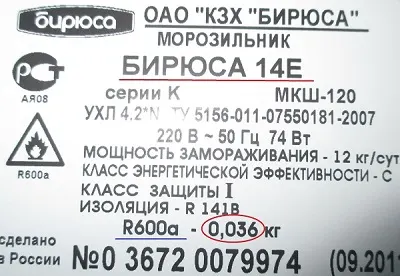 бирюса ОАО "КЗХ "БИРЮСА"
МОРОЗИЛЬНИК
БИРЮСА 14Е
серии К МКШ-120
УХЛ 4.2*N ТУ 5156-011-07550181-2007
220 В ~ 50 Гц 74 Вт
МОЩНОСТЬ ЗАМОРАЖИВАНИЯ - 12 кг/сут
КЛАСС ЭНЕРГЕТИЧЕСКОЙ ЭФФЕКТИВНОСТИ - С
КЛАСС ЗАЩИТЫ I
ИЗОЛЯЦИЯ - R 141B
R600a - 0,036 кг
РСТ
АЯ08
R600a
сделано
в России
№0 3672 0079974 (09.201